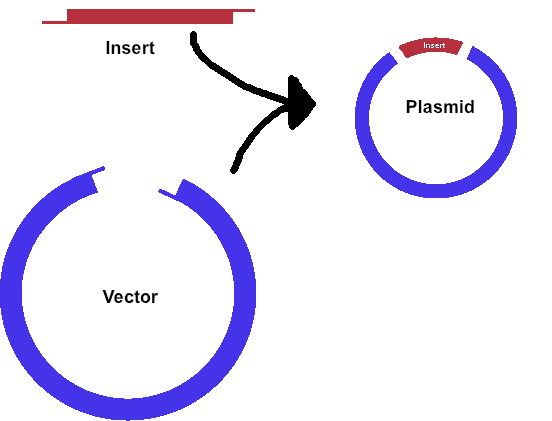 Insert
Insert
Plasmid
Vector